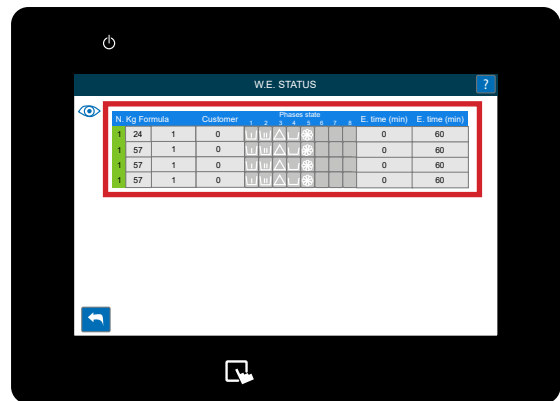 W.E. STATUS
?
N. Kg Formula Customer Phases state E. time (min) E. time (min)
1 2 3 4 5 6 7 8
1 24 1 0 0 60
1 57 1 0 0 60
1 57 1 0 0 60
1 57 1 0 0 60